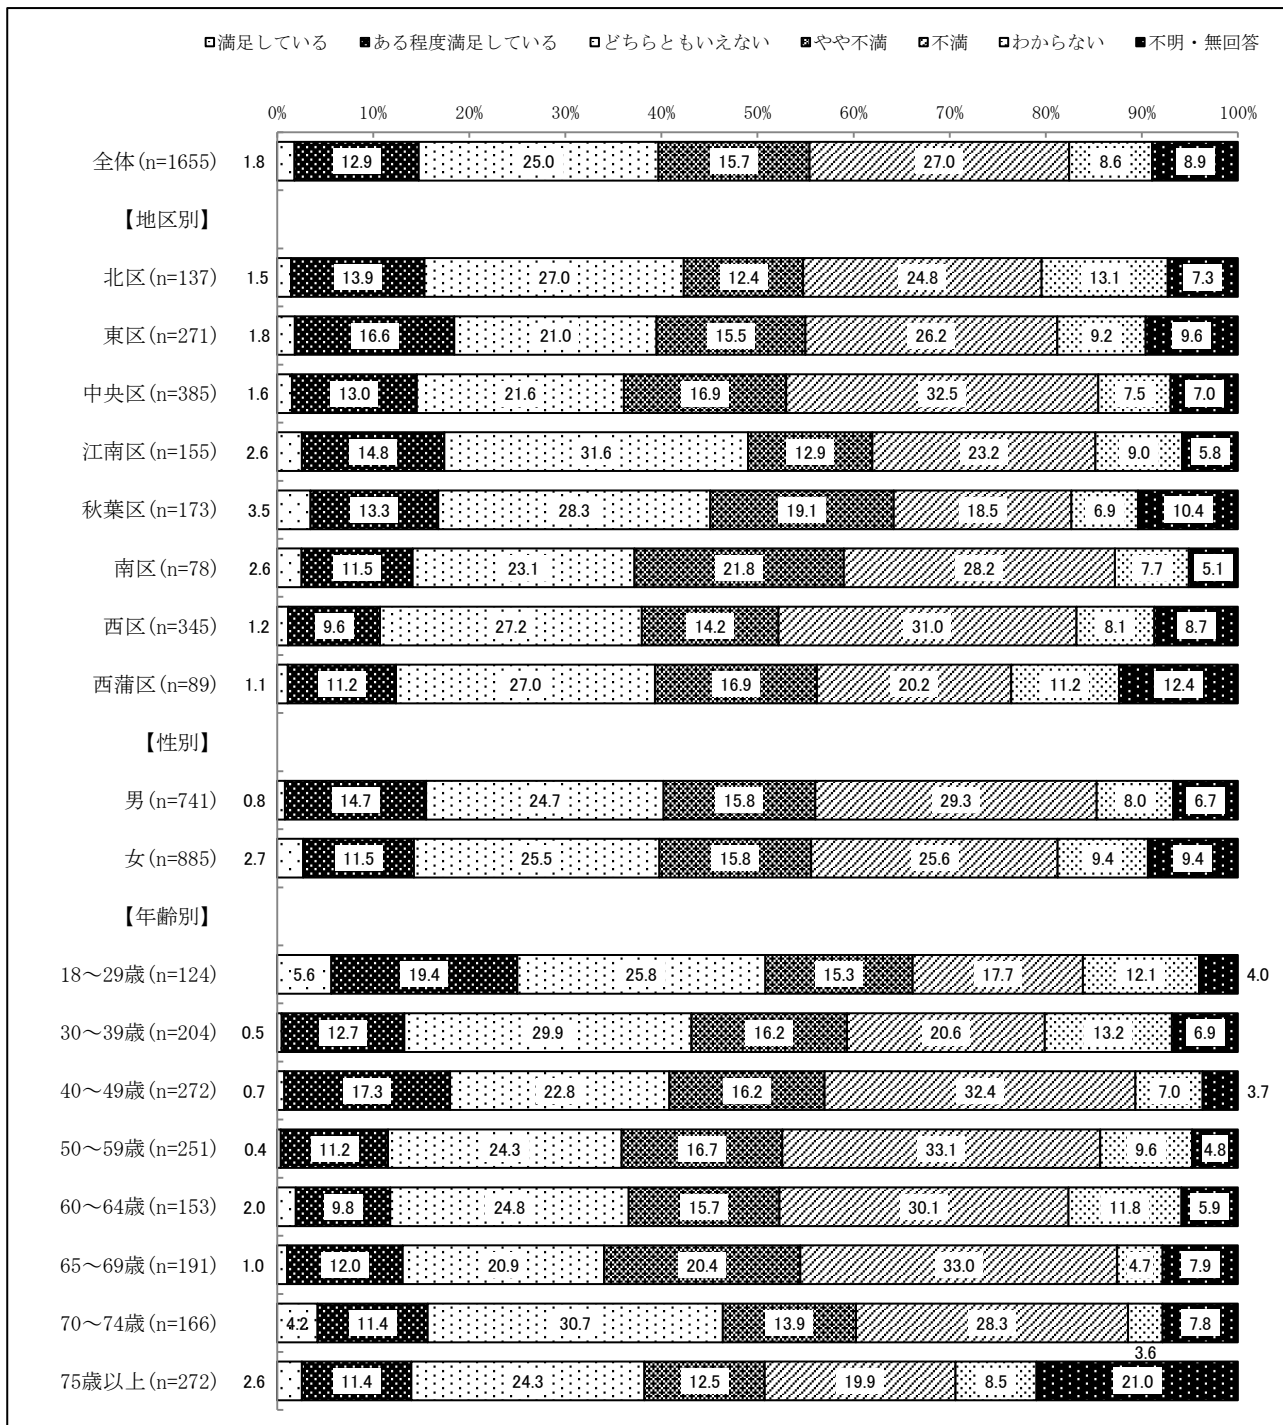 満足している ある程度満足している どちらともいえない やや不満 不満 わからない 不明・無回答
0% 10% 20% 30% 40% 50% 60% 70% 80% 90% 100%
全体(n=1655) 1.8 12.9 25.0 15.7 27.0 8.6 8.9
【地区別】
北区(n=137) 1.5 13.9 27.0 12.4 24.8 13.1 7.3
東区(n=271) 1.8 16.6 21.0 15.5 26.2 9.2 9.6
中央区(n=385) 1.6 13.0 21.6 16.9 32.5 7.5 7.0
江南区(n=155) 2.6 14.8 31.6 12.9 23.2 9.0 5.8
秋葉区(n=173) 3.5 13.3 28.3 19.1 18.5 6.9 10.4
南区(n=78) 2.6 11.5 23.1 21.8 28.2 7.7 5.1
西区(n=345) 1.2 9.6 27.2 14.2 31.0 8.1 8.7
西蒲区(n=89) 1.1 11.2 27.0 16.9 20.2 11.2 12.4
【性別】
男(n=741) 0.8 14.7 24.7 15.8 29.3 8.0 6.7
女(n=885) 2.7 11.5 25.5 15.8 25.6 9.4 9.4
【年齢別】
18～29歳(n=124) 5.6 19.4 25.8 15.3 17.7 12.1 4.0
30～39歳(n=204) 0.5 12.7 29.9 16.2 20.6 13.2 6.9
40～49歳(n=272) 0.7 17.3 22.8 16.2 32.4 7.0 3.7
50～59歳(n=251) 0.4 11.2 24.3 16.7 33.1 9.6 4.8
60～64歳(n=153) 2.0 9.8 24.8 15.7 30.1 11.8 5.9
65～69歳(n=191) 1.0 12.0 20.9 20.4 33.0 4.7 7.9
70～74歳(n=166) 4.2 11.4 30.7 13.9 28.3 3.6 7.8
75歳以上(n=272) 2.6 11.4 24.3 12.5 19.9 8.5 21.0